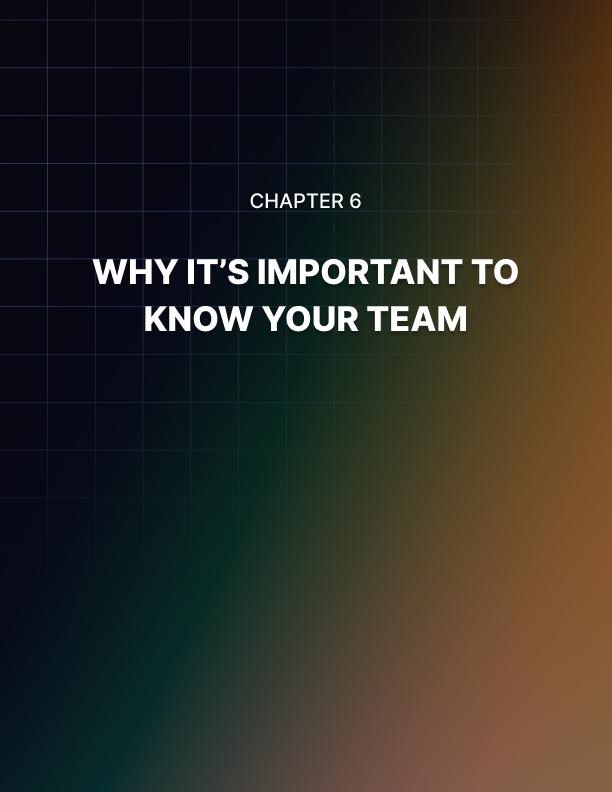 CHAPTER 6
WHY IT’S IMPORTANT TO
KNOW YOUR TEAM